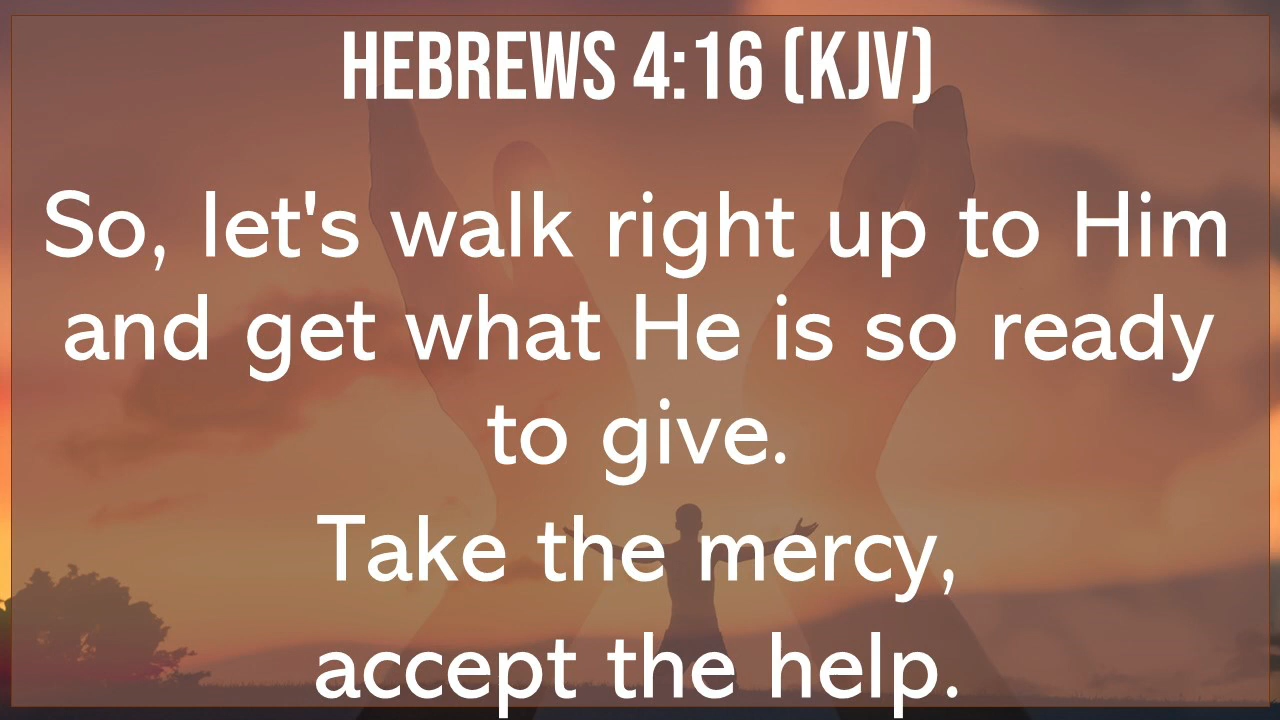 HEBREWS 4:16 (KJV)
So, let's walk right up to Him
and get what He is so ready
to give.
Take the mercy,
accept the help.